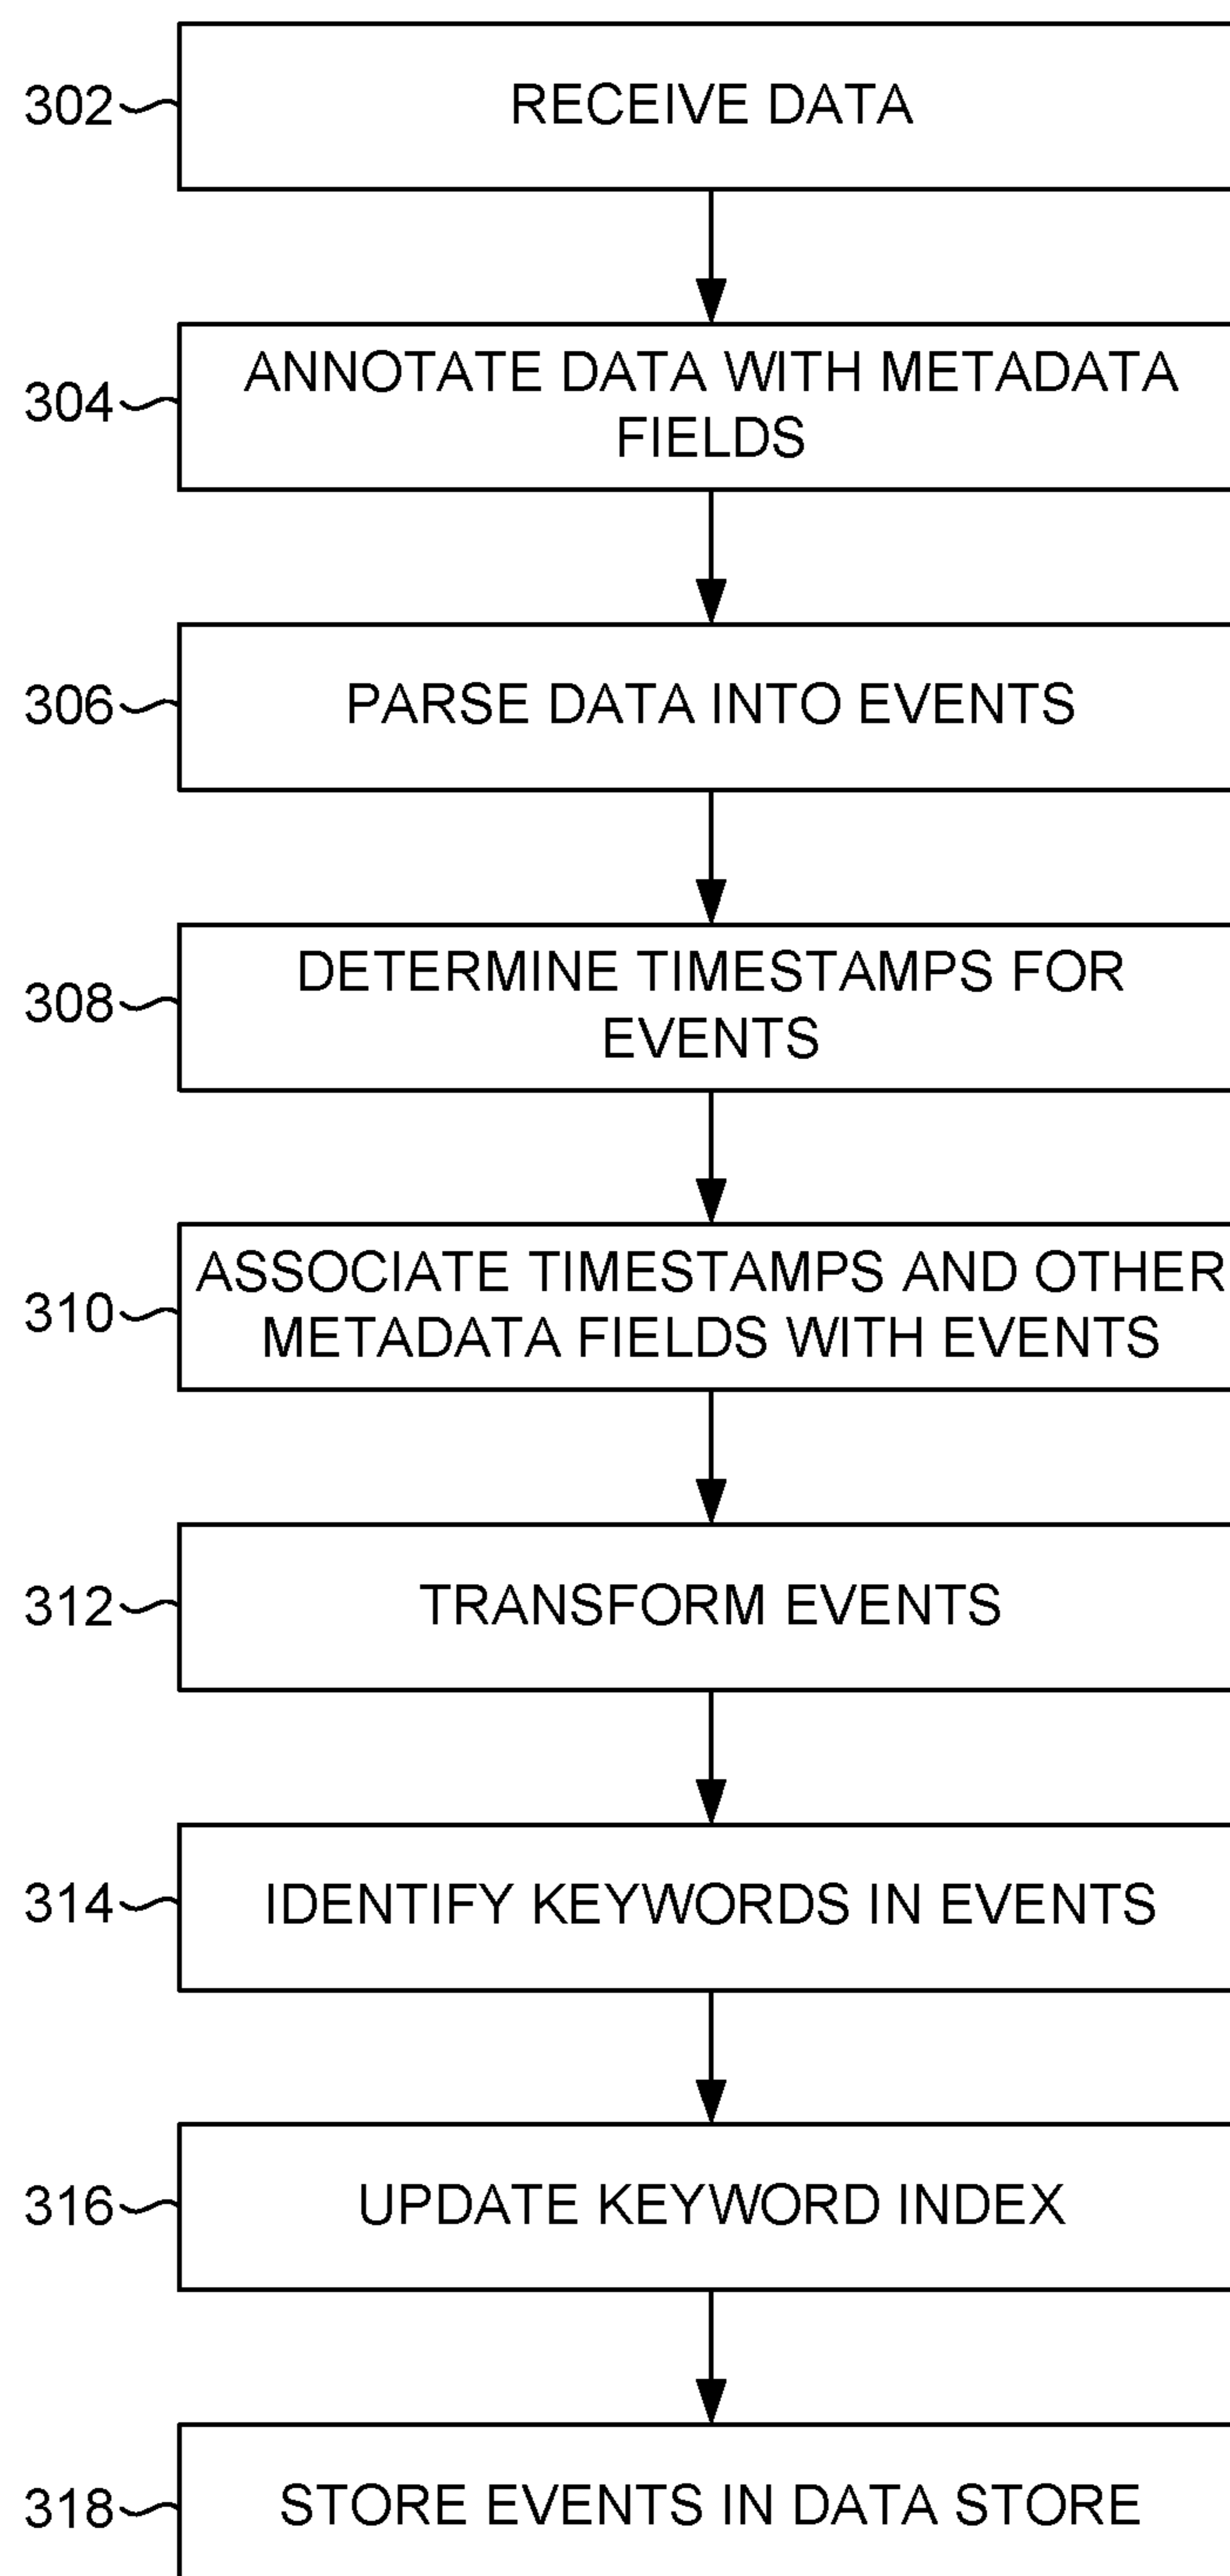 302
RECEIVE DATA
304
ANNOTATE DATA WITH METADATA
FIELDS
306
PARSE DATA INTO EVENTS
308
DETERMINE TIMESTAMPS FOR
EVENTS
310
ASSOCIATE TIMESTAMPS AND OTHER
METADATA FIELDS WITH EVENTS
312
TRANSFORM EVENTS
314
IDENTIFY KEYWORDS IN EVENTS
316
UPDATE KEYWORD INDEX
318
STORE EVENTS IN DATA STORE